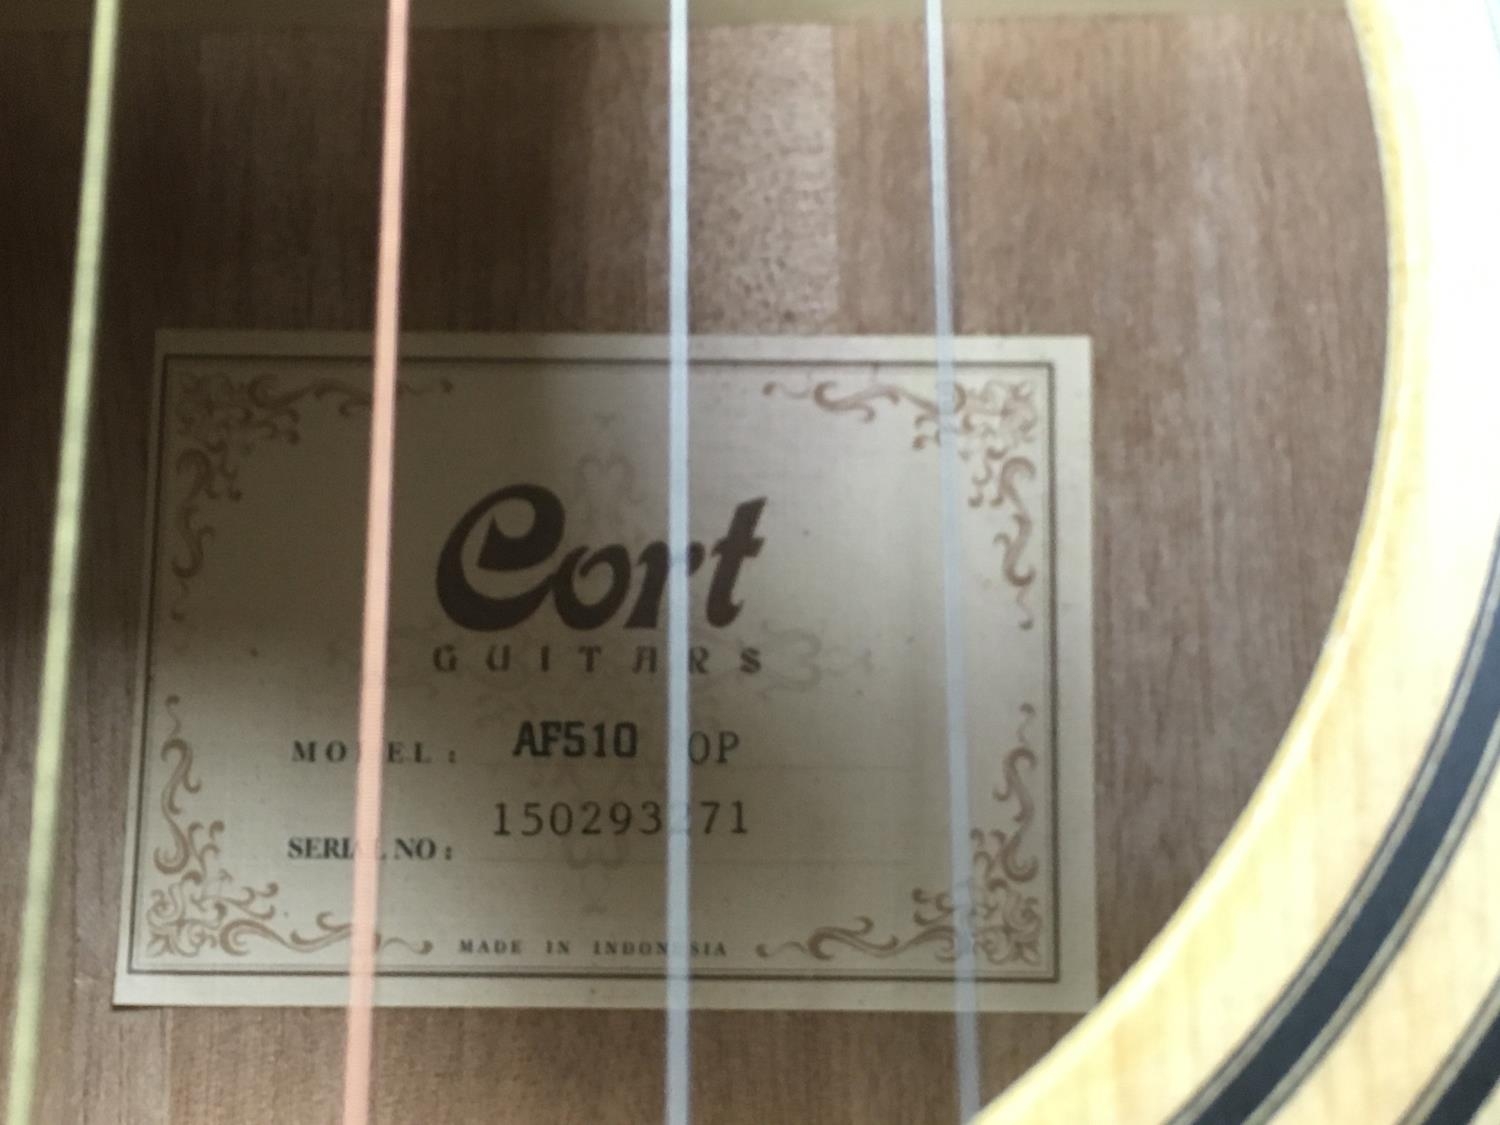 Cort
GUITARS
MODEL: AF510 OP
SERIAL NO:
MADE IN INDONESIA